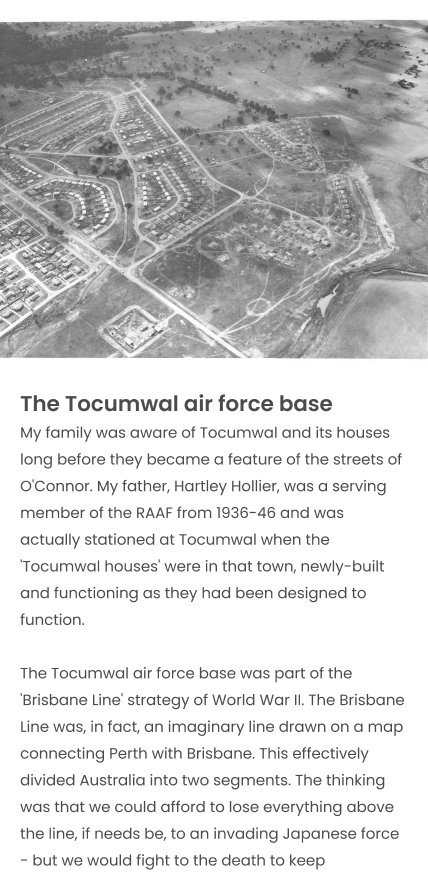 The Tocumwal air force base
My family was aware of Tocumwal and its houses
long before they became a feature of the streets of
O'Connor. My father, Hartley Hollier, was a serving
member of the RAAF from 1936-46 and was
actually stationed at Tocumwal when the
'Tocumwal houses' were in that town, newly-built
and functioning as they had been designed to
function.
The Tocumwal air force base was part of the
'Brisbane Line' strategy of World War II. The Brisbane
Line was, in fact, an imaginary line drawn on a map
connecting Perth with Brisbane. This effectively
divided Australia into two segments. The thinking
was that we could afford to lose everything above
the line, if needs be, to an invading Japanese force
- but we would fight to the death to keep